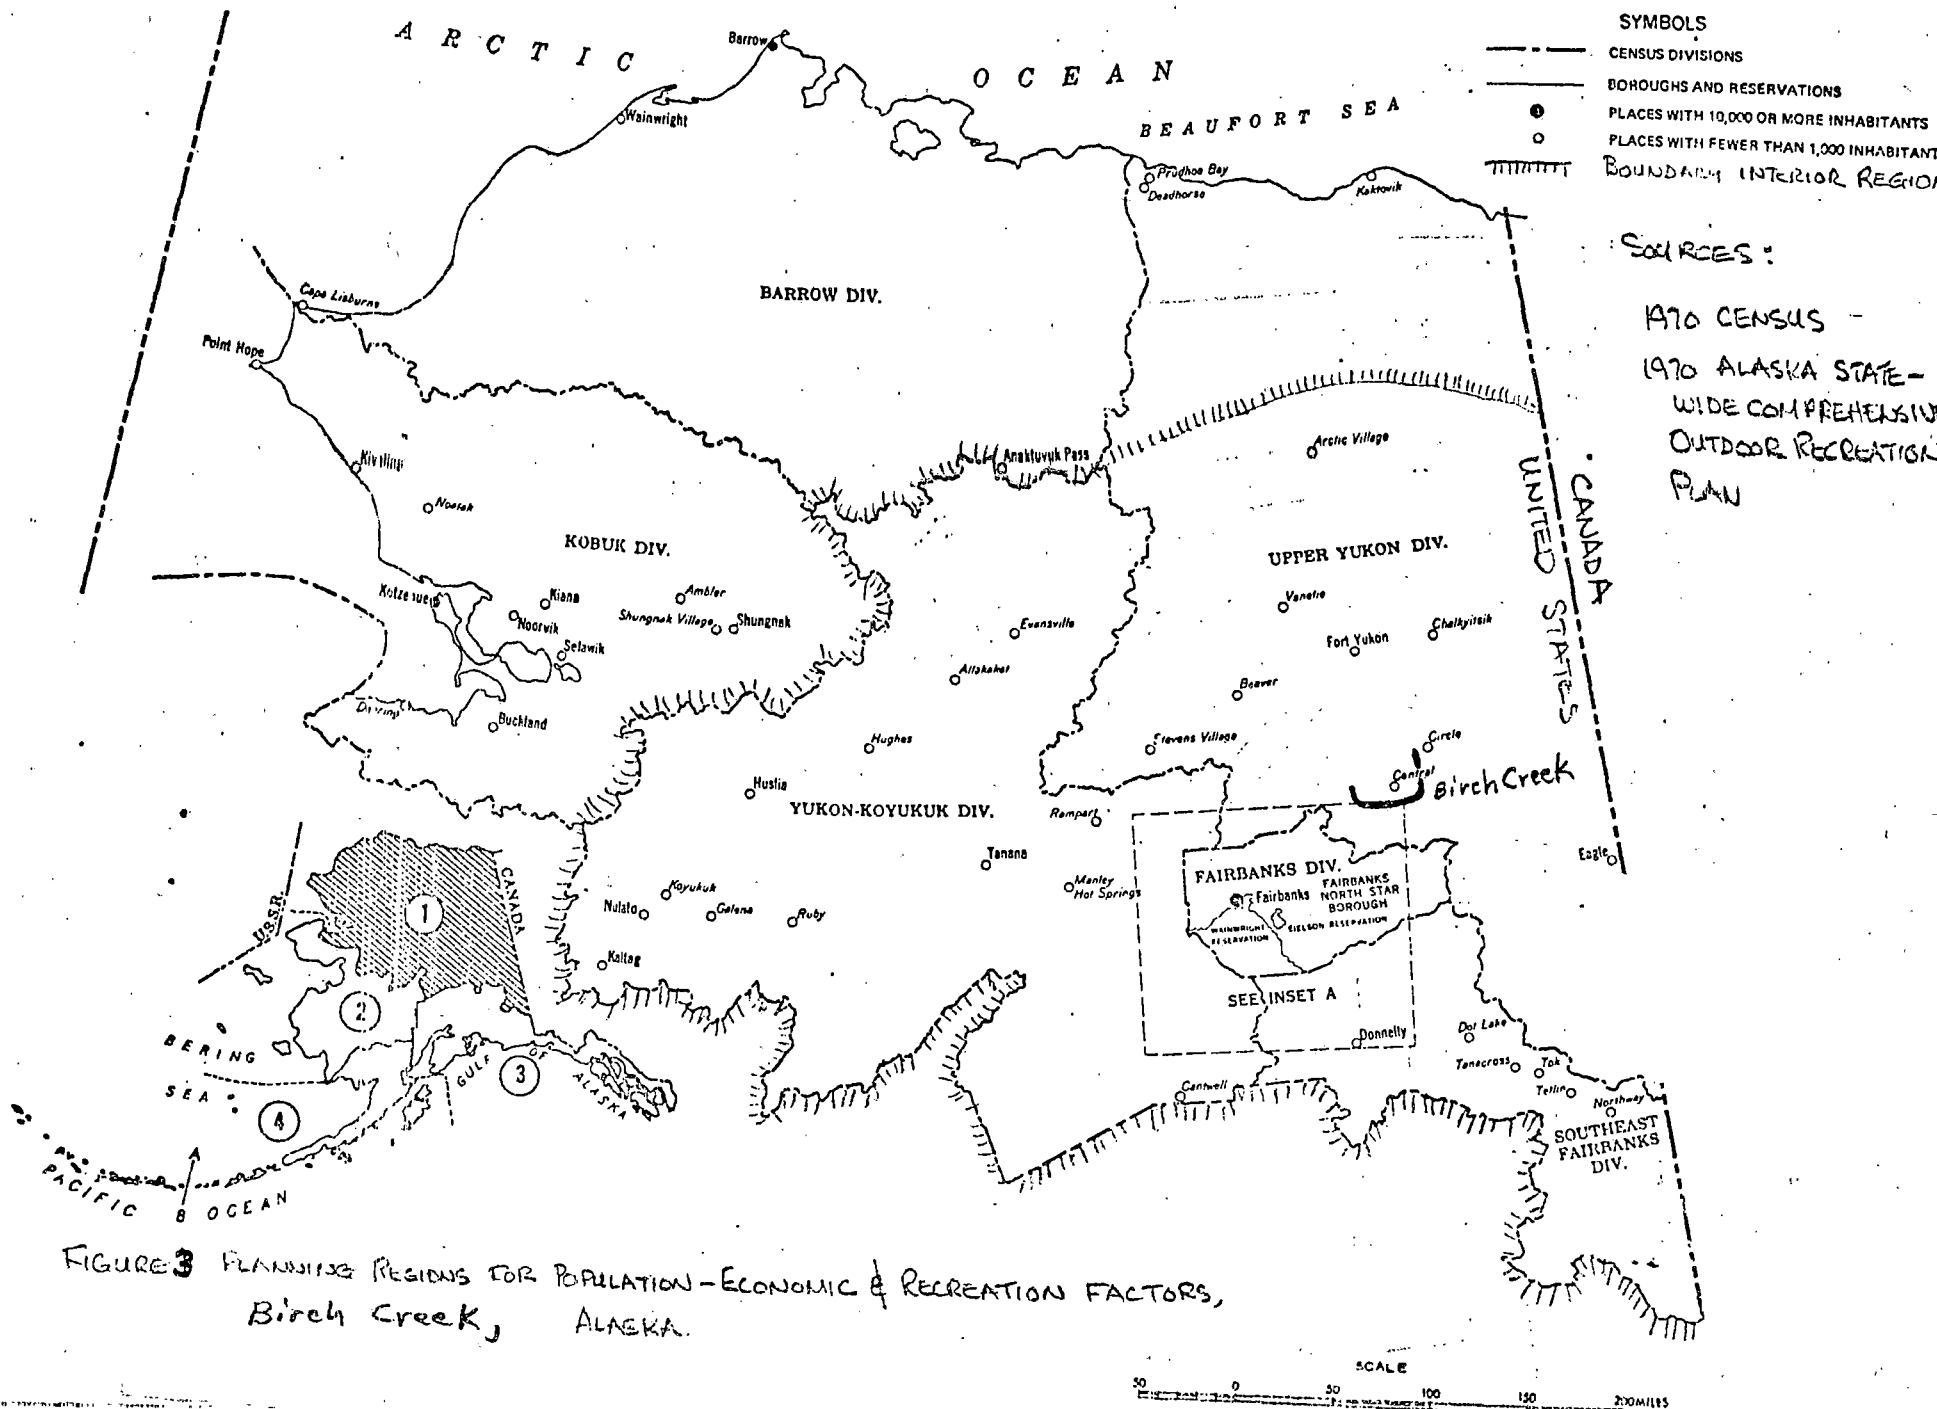 ARCTIC OCEAN
BEAUFORT SEA
SYMBOLS
CENSUS DIVISIONS
BOROUGHS AND RESERVATIONS
PLACES WITH 10,000 OR MORE INHABITANTS
PLACES WITH FEWER THAN 1,000 INHABITANT
BOUNDARY INTERIOR REGION
SOURCES:
1970 CENSUS -
1970 ALASKA STATE-
WIDE COMPREHENSIVE
OUTDOOR RECREATION
PLAN
Barrow
Wainwright
Prudhoe Bay
Deadhorse
Kaktovik
Cape Lisburne
BARROW DIV.
Point Hope
Anaktuvuk Pass
Arctic Village
Kivilina
Noatak
KOBUK DIV.
UPPER YUKON DIV.
CANADA
UNITED STATES
Kotzebue
Kiana
Noorvik
Ambler
Shungnak Village
Shungnak
Selawik
Evansville
Allakaket
Venetie
Fort Yukon
Chalkyitsik
Beaver
Deering
Buckland
Hughes
Stevens Village
Circle
Central
Birch Creek
Huslia
YUKON-KOYUKUK DIV.
Rampart
Tanana
Manley
Hot Springs
FAIRBANKS DIV.
Fairbanks
FAIRBANKS
NORTH STAR
BOROUGH
WAINWRIGHT
RESERVATION
EIELSON RESERVATION
Eagle
Koyukuk
Nulato
Galena
Ruby
Kaltag
SEE INSET A
Donnelly
Dot Lake
Tanacross
Tok
Tetlin
Northway
Cantwell
SOUTHEAST
FAIRBANKS
DIV.
U.S.S.R.
CANADA
1
2
3
4
BERING
SEA
GULF OF ALASKA
A
B
PACIFIC OCEAN
FIGURE 3 PLANNING REGIONS FOR POPULATION-ECONOMIC & RECREATION FACTORS,
Birch Creek, ALASKA.
SCALE
50 0 50 100 150 200 MILES